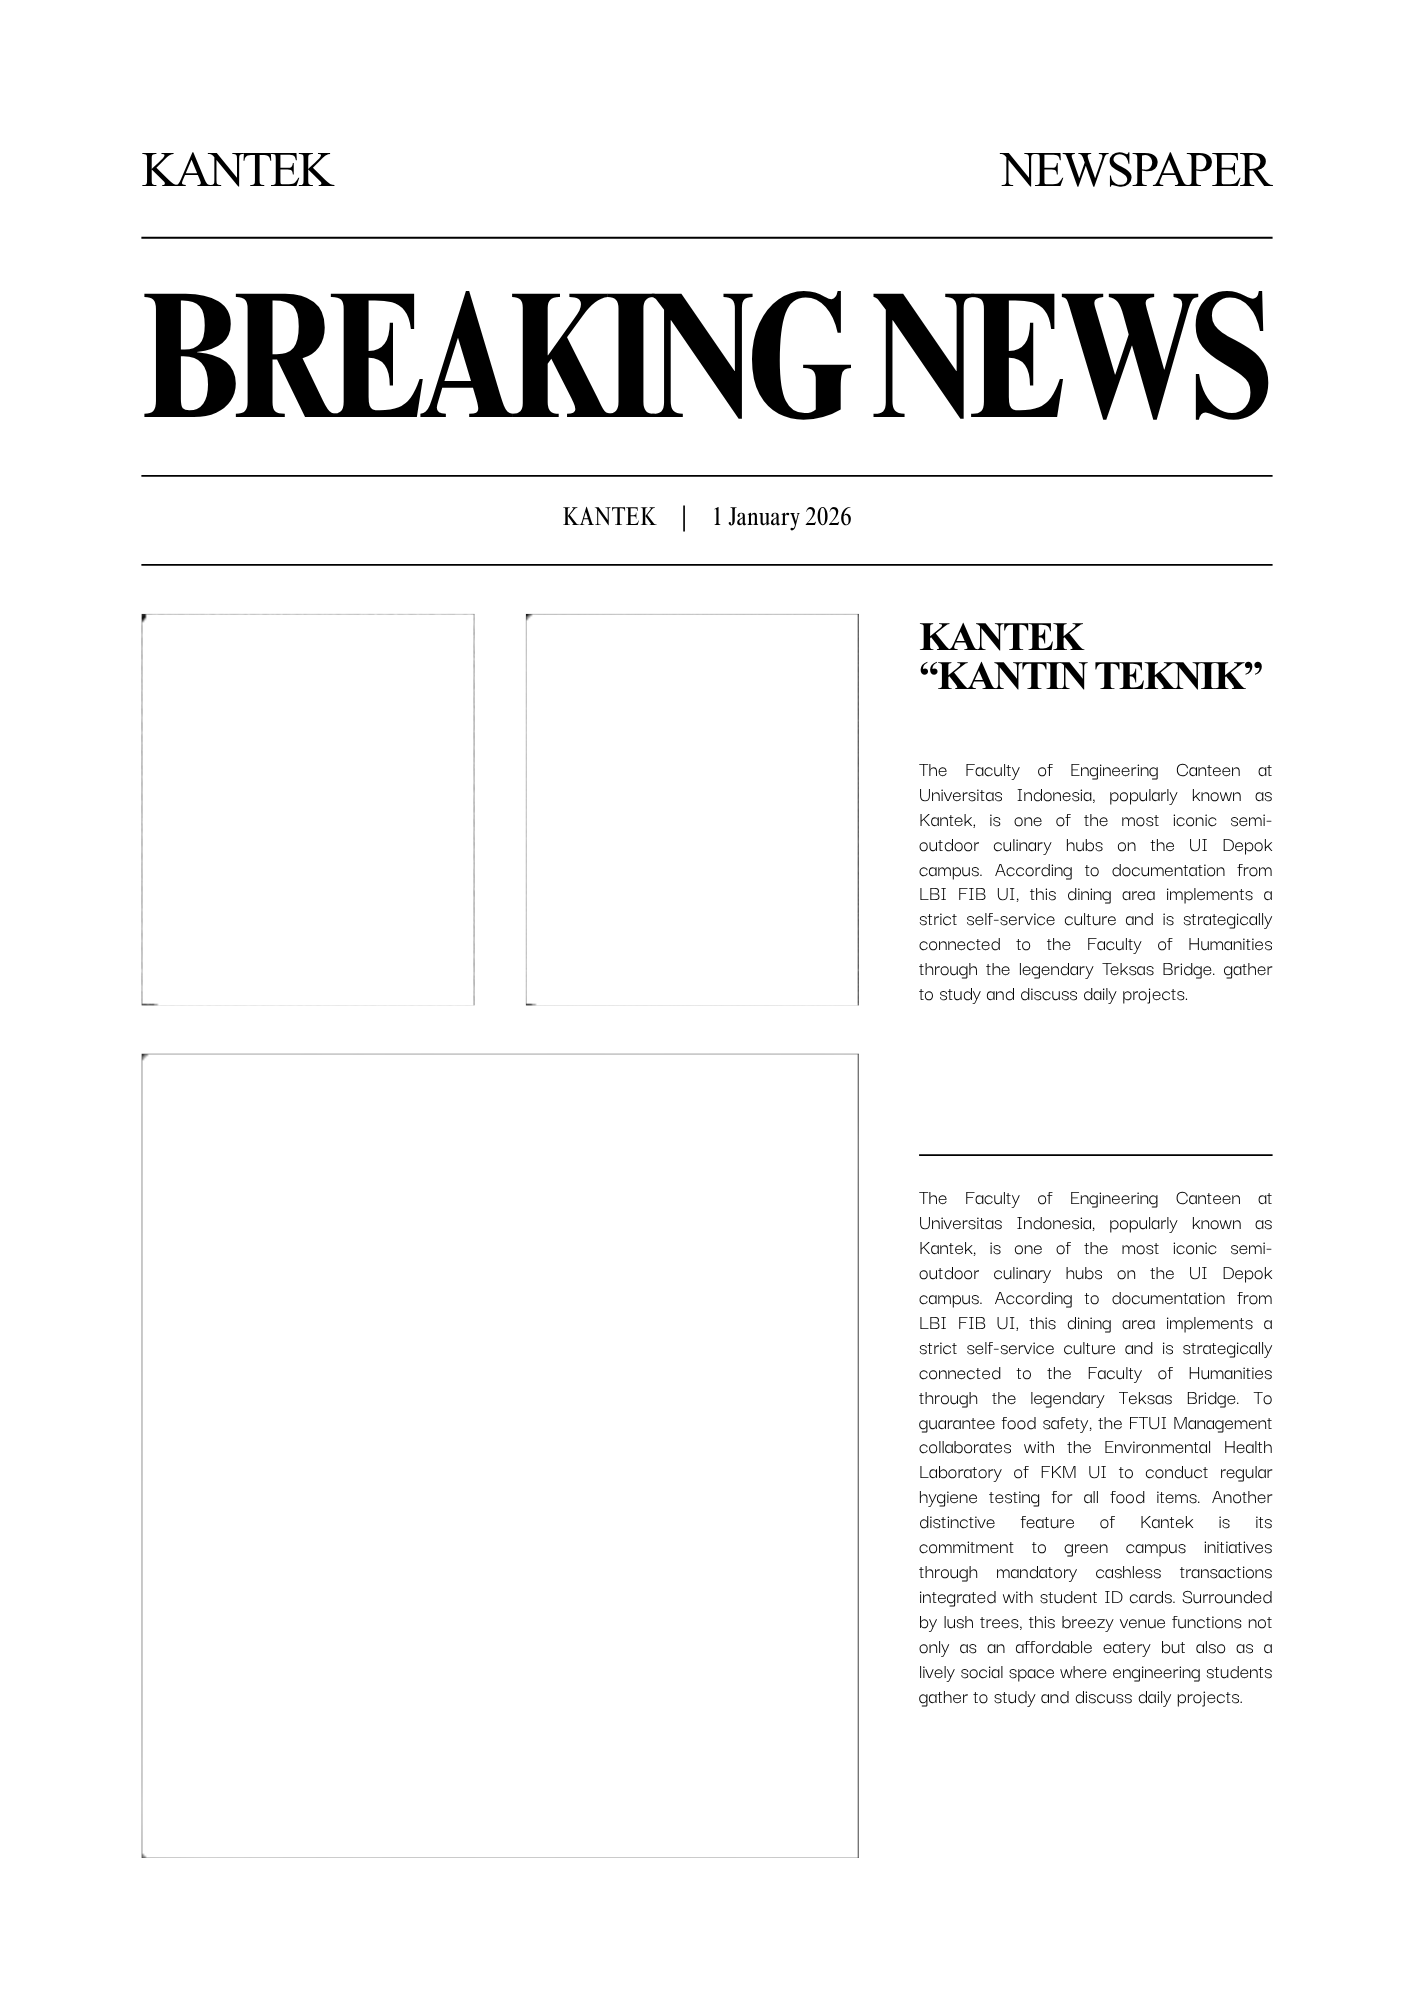 KANTEK
NEWSPAPER
BREAKING NEWS
KANTEK | 1 January 2026
KANTEK
“KANTIN TEKNIK”
The Faculty of Engineering Canteen at
Universitas Indonesia, popularly known as
Kantek, is one of the most iconic semi-
outdoor culinary hubs on the UI Depok
campus. According to documentation from
LBI FIB UI, this dining area implements a
strict self-service culture and is strategically
connected to the Faculty of Humanities
through the legendary Teksas Bridge. gather
to study and discuss daily projects.
The Faculty of Engineering Canteen at
Universitas Indonesia, popularly known as
Kantek, is one of the most iconic semi-
outdoor culinary hubs on the UI Depok
campus. According to documentation from
LBI FIB UI, this dining area implements a
strict self-service culture and is strategically
connected to the Faculty of Humanities
through the legendary Teksas Bridge. To
guarantee food safety, the FTUI Management
collaborates with the Environmental Health
Laboratory of FKM UI to conduct regular
hygiene testing for all food items. Another
distinctive feature of Kantek is its
commitment to green campus initiatives
through mandatory cashless transactions
integrated with student ID cards. Surrounded
by lush trees, this breezy venue functions not
only as an affordable eatery but also as a
lively social space where engineering students
gather to study and discuss daily projects.